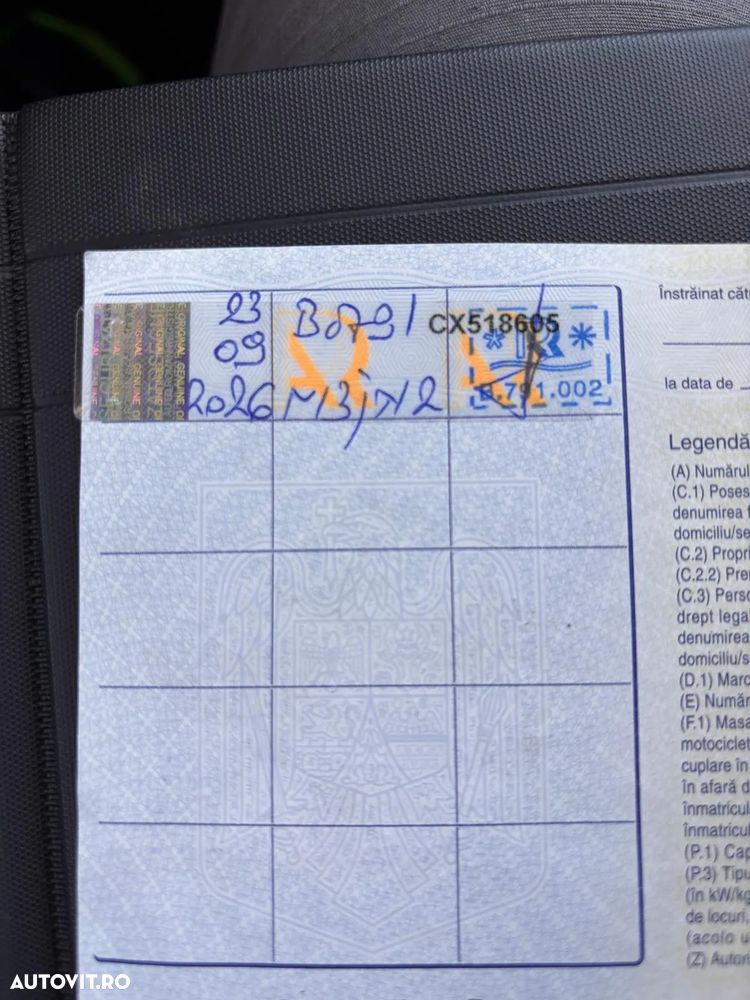 23
09
2026
CX518605
B.791.002
Înstrăinat căt
la data de
Legendă
(A) Numărul
(C.1) Poses
denumirea f
domiciliu/se
(C.2) Propri
(C.2.2) Pre
(C.3) Perso
drept lega
denumirea
domiciliu/s
(D.1) Marc
(E) Număr
(F.1) Masa
motociclet
cuplare în
în afară d
înmatricul
înmatricul
(P.1) Cap
(P.3) Tipu
(în kW/kg
de locuri,
(acolo u
(Z) Autori
AUTOVIT.RO